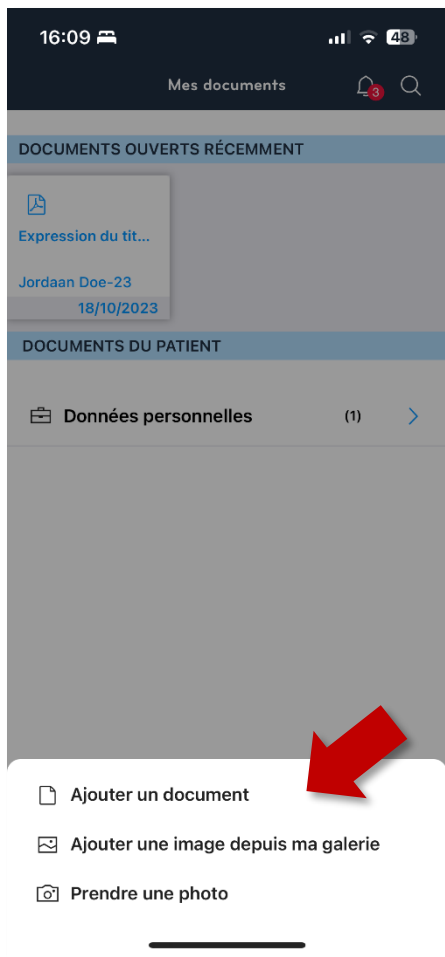 16:09
48
Mes documents
3
DOCUMENTS OUVERTS RÉCEMMENT
Expression du tit...
Jordaan Doe-23
18/10/2023
DOCUMENTS DU PATIENT
Données personnelles (1)
Ajouter un document
Ajouter une image depuis ma galerie
Prendre une photo